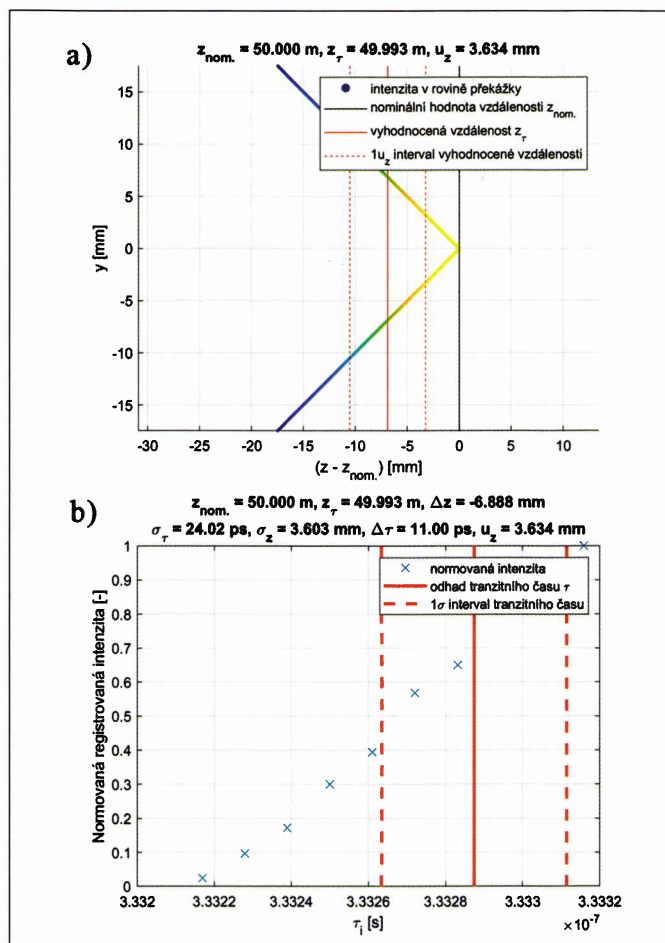 a)
z_nom. = 50.000 m, z_τ = 49.993 m, u_z = 3.634 mm
intenzita v rovině překážky
nominální hodnota vzdálenosti z_nom.
vyhodnocená vzdálenost z_τ
1u_z interval vyhodnocené vzdálenosti
15
10
5
0
-5
-10
-15
y [mm]
-30 -25 -20 -15 -10 -5 0 5 10
(z - z_nom.) [mm]
b)
z_nom. = 50.000 m, z_τ = 49.993 m, Δz = -6.888 mm
σ_τ = 24.02 ps, σ_z = 3.603 mm, Δτ = 11.00 ps, u_z = 3.634 mm
normovaná intenzita
odhad tranzitního času τ
1σ interval tranzitního času
1
0.9
0.8
0.7
0.6
0.5
0.4
0.3
0.2
0.1
0
Normovaná registrovaná intenzita [-]
3.332 3.3322 3.3324 3.3326 3.3328 3.333 3.3332
τ_i [s]
×10^-7